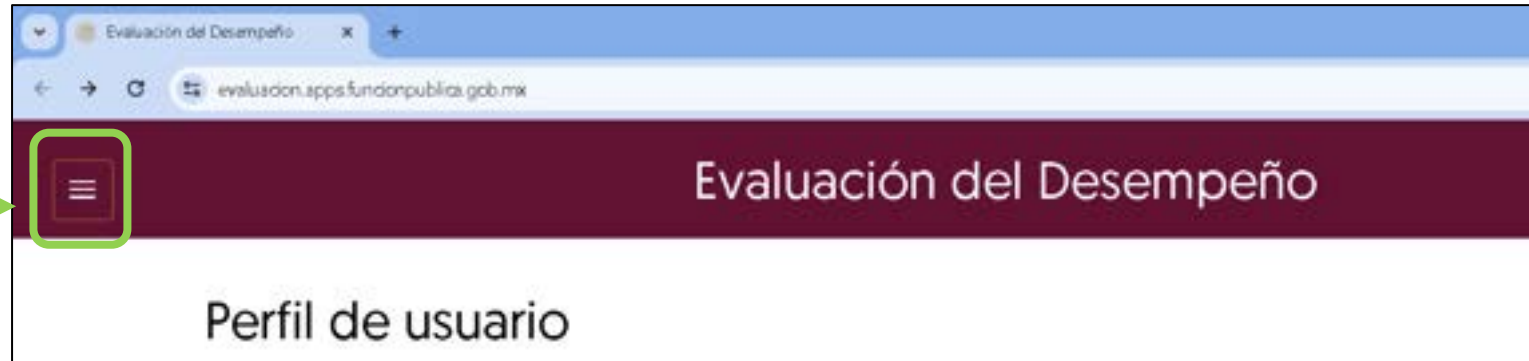 Evaluación del Desempeño
evaluacion.apps.funcionpublica.gob.mx
Evaluación del Desempeño
Perfil de usuario